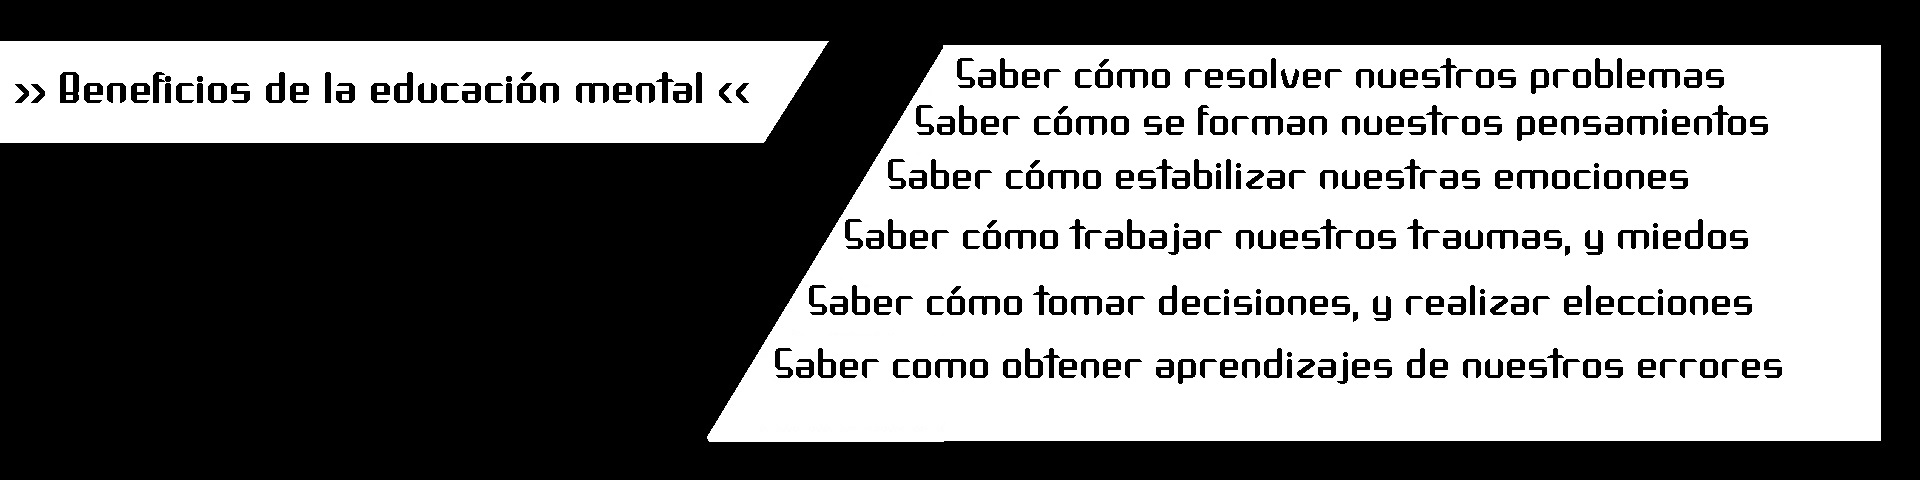 »» Beneficios de la educación mental ««
Saber cómo resolver nuestros problemas
Saber cómo se forman nuestros pensamientos
Saber cómo estabilizar nuestras emociones
Saber cómo trabajar nuestros traumas, y miedos
Saber cómo tomar decisiones, y realizar elecciones
Saber como obtener aprendizajes de nuestros errores